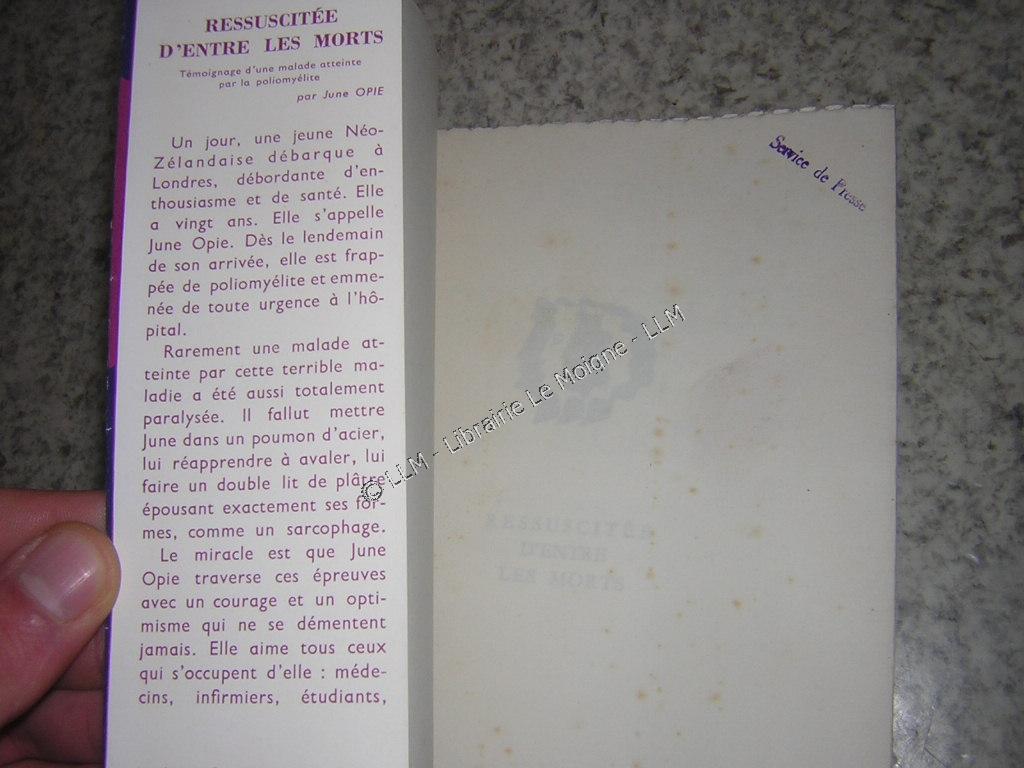 RESSUSCITÉE
D'ENTRE LES MORTS
Témoignage d'une malade atteinte
par la poliomyélite
par June OPIE
Un jour, une jeune Néo-
Zélandaise débarque à
Londres, débordante d'en-
thousiasme et de santé. Elle
a vingt ans. Elle s'appelle
June Opie. Dès le lendemain
de son arrivée, elle est frap-
pée de poliomyélite et emme-
née de toute urgence à l'hô-
pital.
Rarement une malade at-
teinte par cette terrible ma-
ladie a été aussi totalement
paralysée. Il fallut mettre
June dans un poumon d'acier,
lui réapprendre à avaler, lui
faire un double lit de plâtre
épousant exactement ses for-
mes, comme un sarcophage.
Le miracle est que June
Opie traverse ces épreuves
avec un courage et un opti-
misme qui ne se démentent
jamais. Elle aime tous ceux
qui s'occupent d'elle : méde-
cins, infirmiers, étudiants,
Service de Presse
© LLM - Librairie Le Moigne - LLM
RESSUSCITÉE
D'ENTRE
LES MORTS